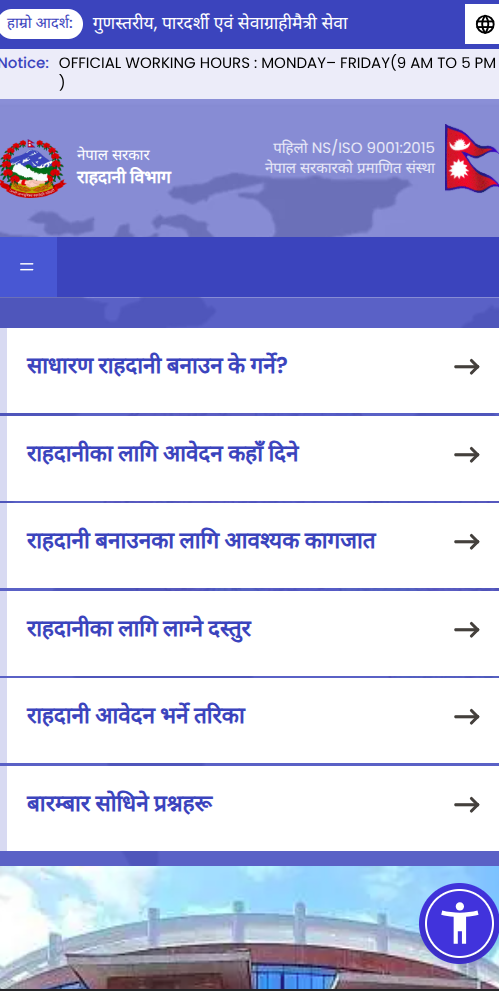 हाम्रो आदर्श: गुणस्तरीय, पारदर्शी एवं सेवाग्राहीमैत्री सेवा
Notice: OFFICIAL WORKING HOURS : MONDAY– FRIDAY(9 AM TO 5 PM
)
नेपाल सरकार
राहदानी विभाग
पहिलो NS/ISO 9001:2015
नेपाल सरकारको प्रमाणित संस्था
साधारण राहदानी बनाउन के गर्ने?
राहदानीका लागि आवेदन कहाँ दिने
राहदानी बनाउनका लागि आवश्यक कागजात
राहदानीका लागि लाग्ने दस्तुर
राहदानी आवेदन भर्ने तरिका
बारम्बार सोधिने प्रश्नहरू